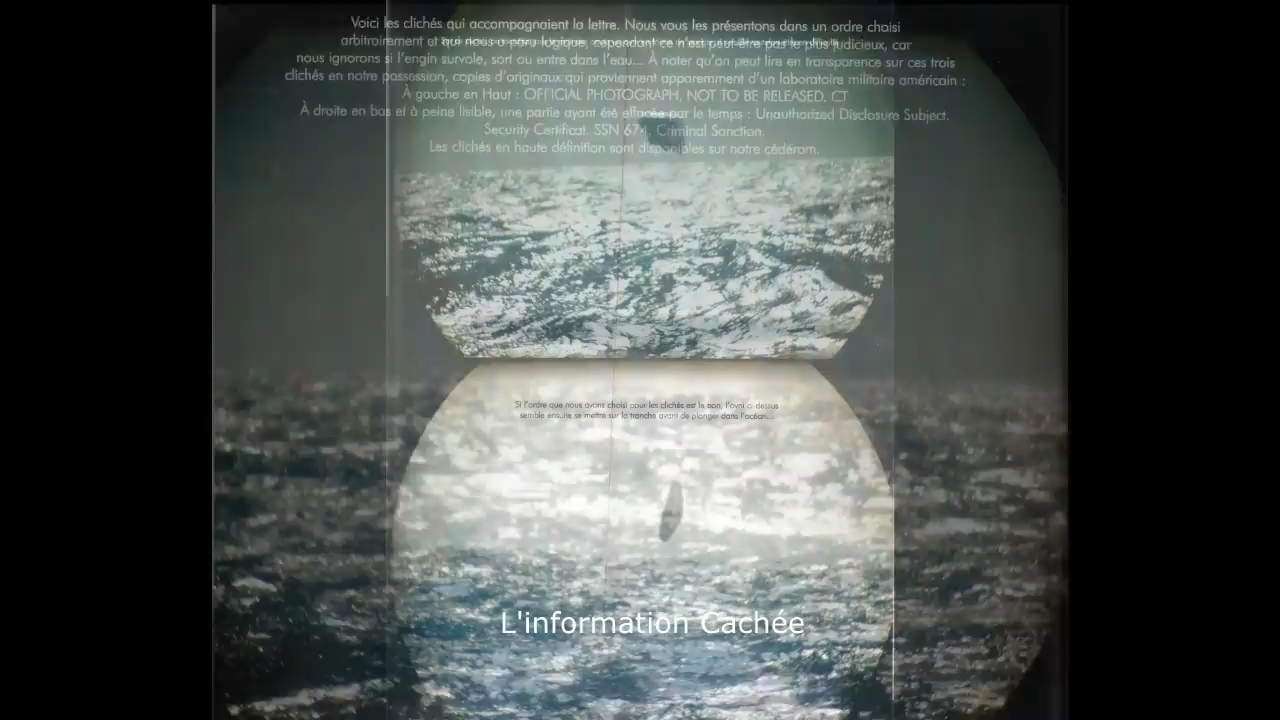 Voici les clichés qui accompagnaient la lettre. Nous vous les présentons dans un ordre choisi
arbitrairement et qui nous a paru logique, cependant ce n'est peut-être pas le plus judicieux, car
nous ignorons si l'engin survole, sort ou entre dans l'eau... À noter qu'on peut lire en transparence sur ces trois
clichés en notre possession, copies d'originaux qui proviennent apparemment d'un laboratoire militaire américain :
À gauche en Haut : OFFICIAL PHOTOGRAPH. NOT TO BE RELEASED. CT
À droite en bas et à peine lisible, une partie ayant été effacée par le temps : Unauthorized Disclosure Subject.
Security Certificat. SSN 674. Criminal Sanction.
Les clichés en haute définition sont disponibles sur notre cédérom.
Si l'ordre que nous avons choisi pour les clichés est le bon, l'ovni ci-dessus
semble ensuite se mettre sur la tranche avant de plonger dans l'océan...
L'information Cachée